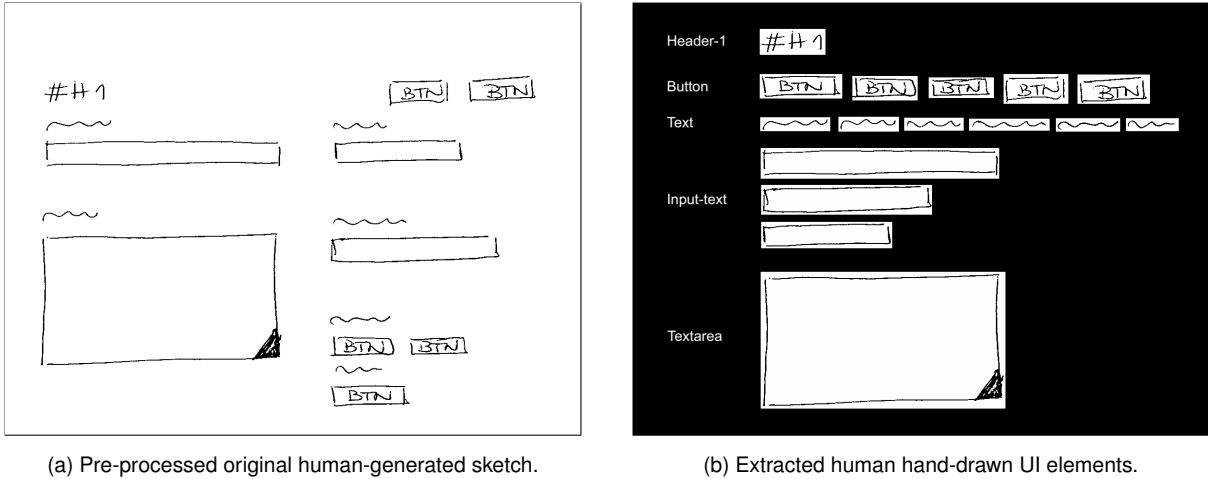 #H1
BTN BTN
BTN BTN
BTN
(a) Pre-processed original human-generated sketch.
Header-1 #H1
Button BTN BTN BTN BTN BTN
Text
Input-text
Textarea
(b) Extracted human hand-drawn UI elements.